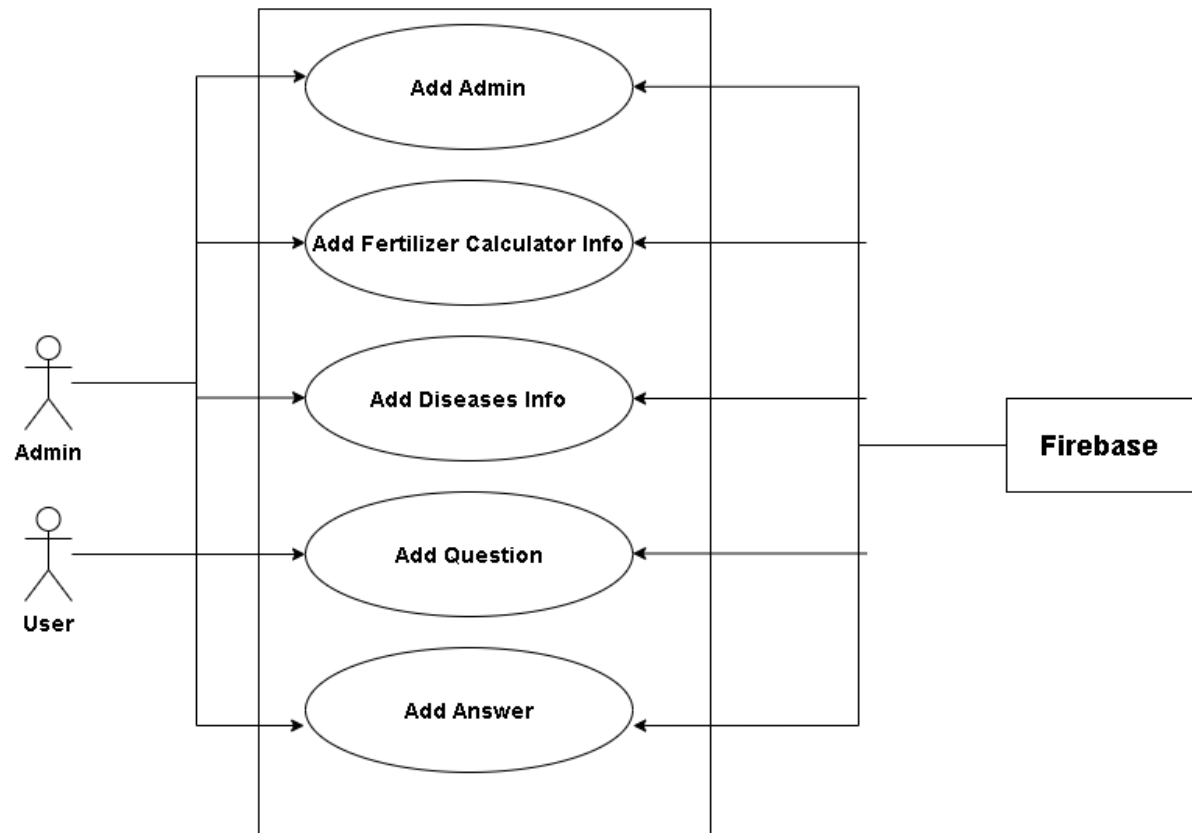 Add Admin
Add Fertilizer Calculator Info
Add Diseases Info
Admin
Firebase
Add Question
User
Add Answer